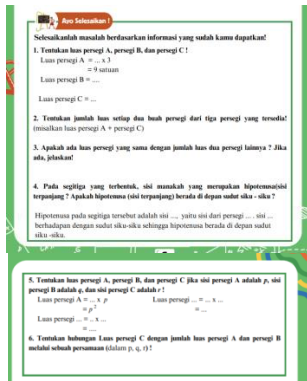 Ayo Selesaikan !
Selesaikanlah masalah berdasarkan informasi yang sudah kamu dapatkan!
1. Tentukan luas persegi A, persegi B, dan persegi C !
Luas persegi A = ... x 3
= 9 satuan
Luas persegi B = ....
Luas persegi C = ...
2. Tentukan jumlah luas setiap dua buah persegi dari tiga persegi yang tersedia!
(misalkan luas persegi A + persegi C)
3. Apakah ada luas persegi yang sama dengan jumlah luas dua persegi lainnya ? Jika
ada, jelaskan!
4. Pada segitiga yang terbentuk, sisi manakah yang merupakan hipotenusa(sisi
terpanjang ? Apakah hipotenusa (sisi terpanjang) berada di depan sudut siku - siku ?
Hipotenusa pada segitiga tersebut adalah sisi ...., yaitu sisi dari persegi .... . sisi ...
berhadapan dengan sudut siku-siku sehingga hipotenusa berada di depan sudut
siku -siku.
5. Tentukan luas persegi A, persegi B, dan persegi C jika sisi persegi A adalah p, sisi
persegi B adalah q, dan sisi persegi C adalah r !
Luas persegi A = ... x p
Luas persegi ... = ... x ...
= p²
= ...
Luas persegi ... = .. x ...
= ....
6. Tentukan hubungan Luas persegi C dengan jumlah luas persegi A dan persegi B
melalui sebuah persamaan (dalam p, q, r) !